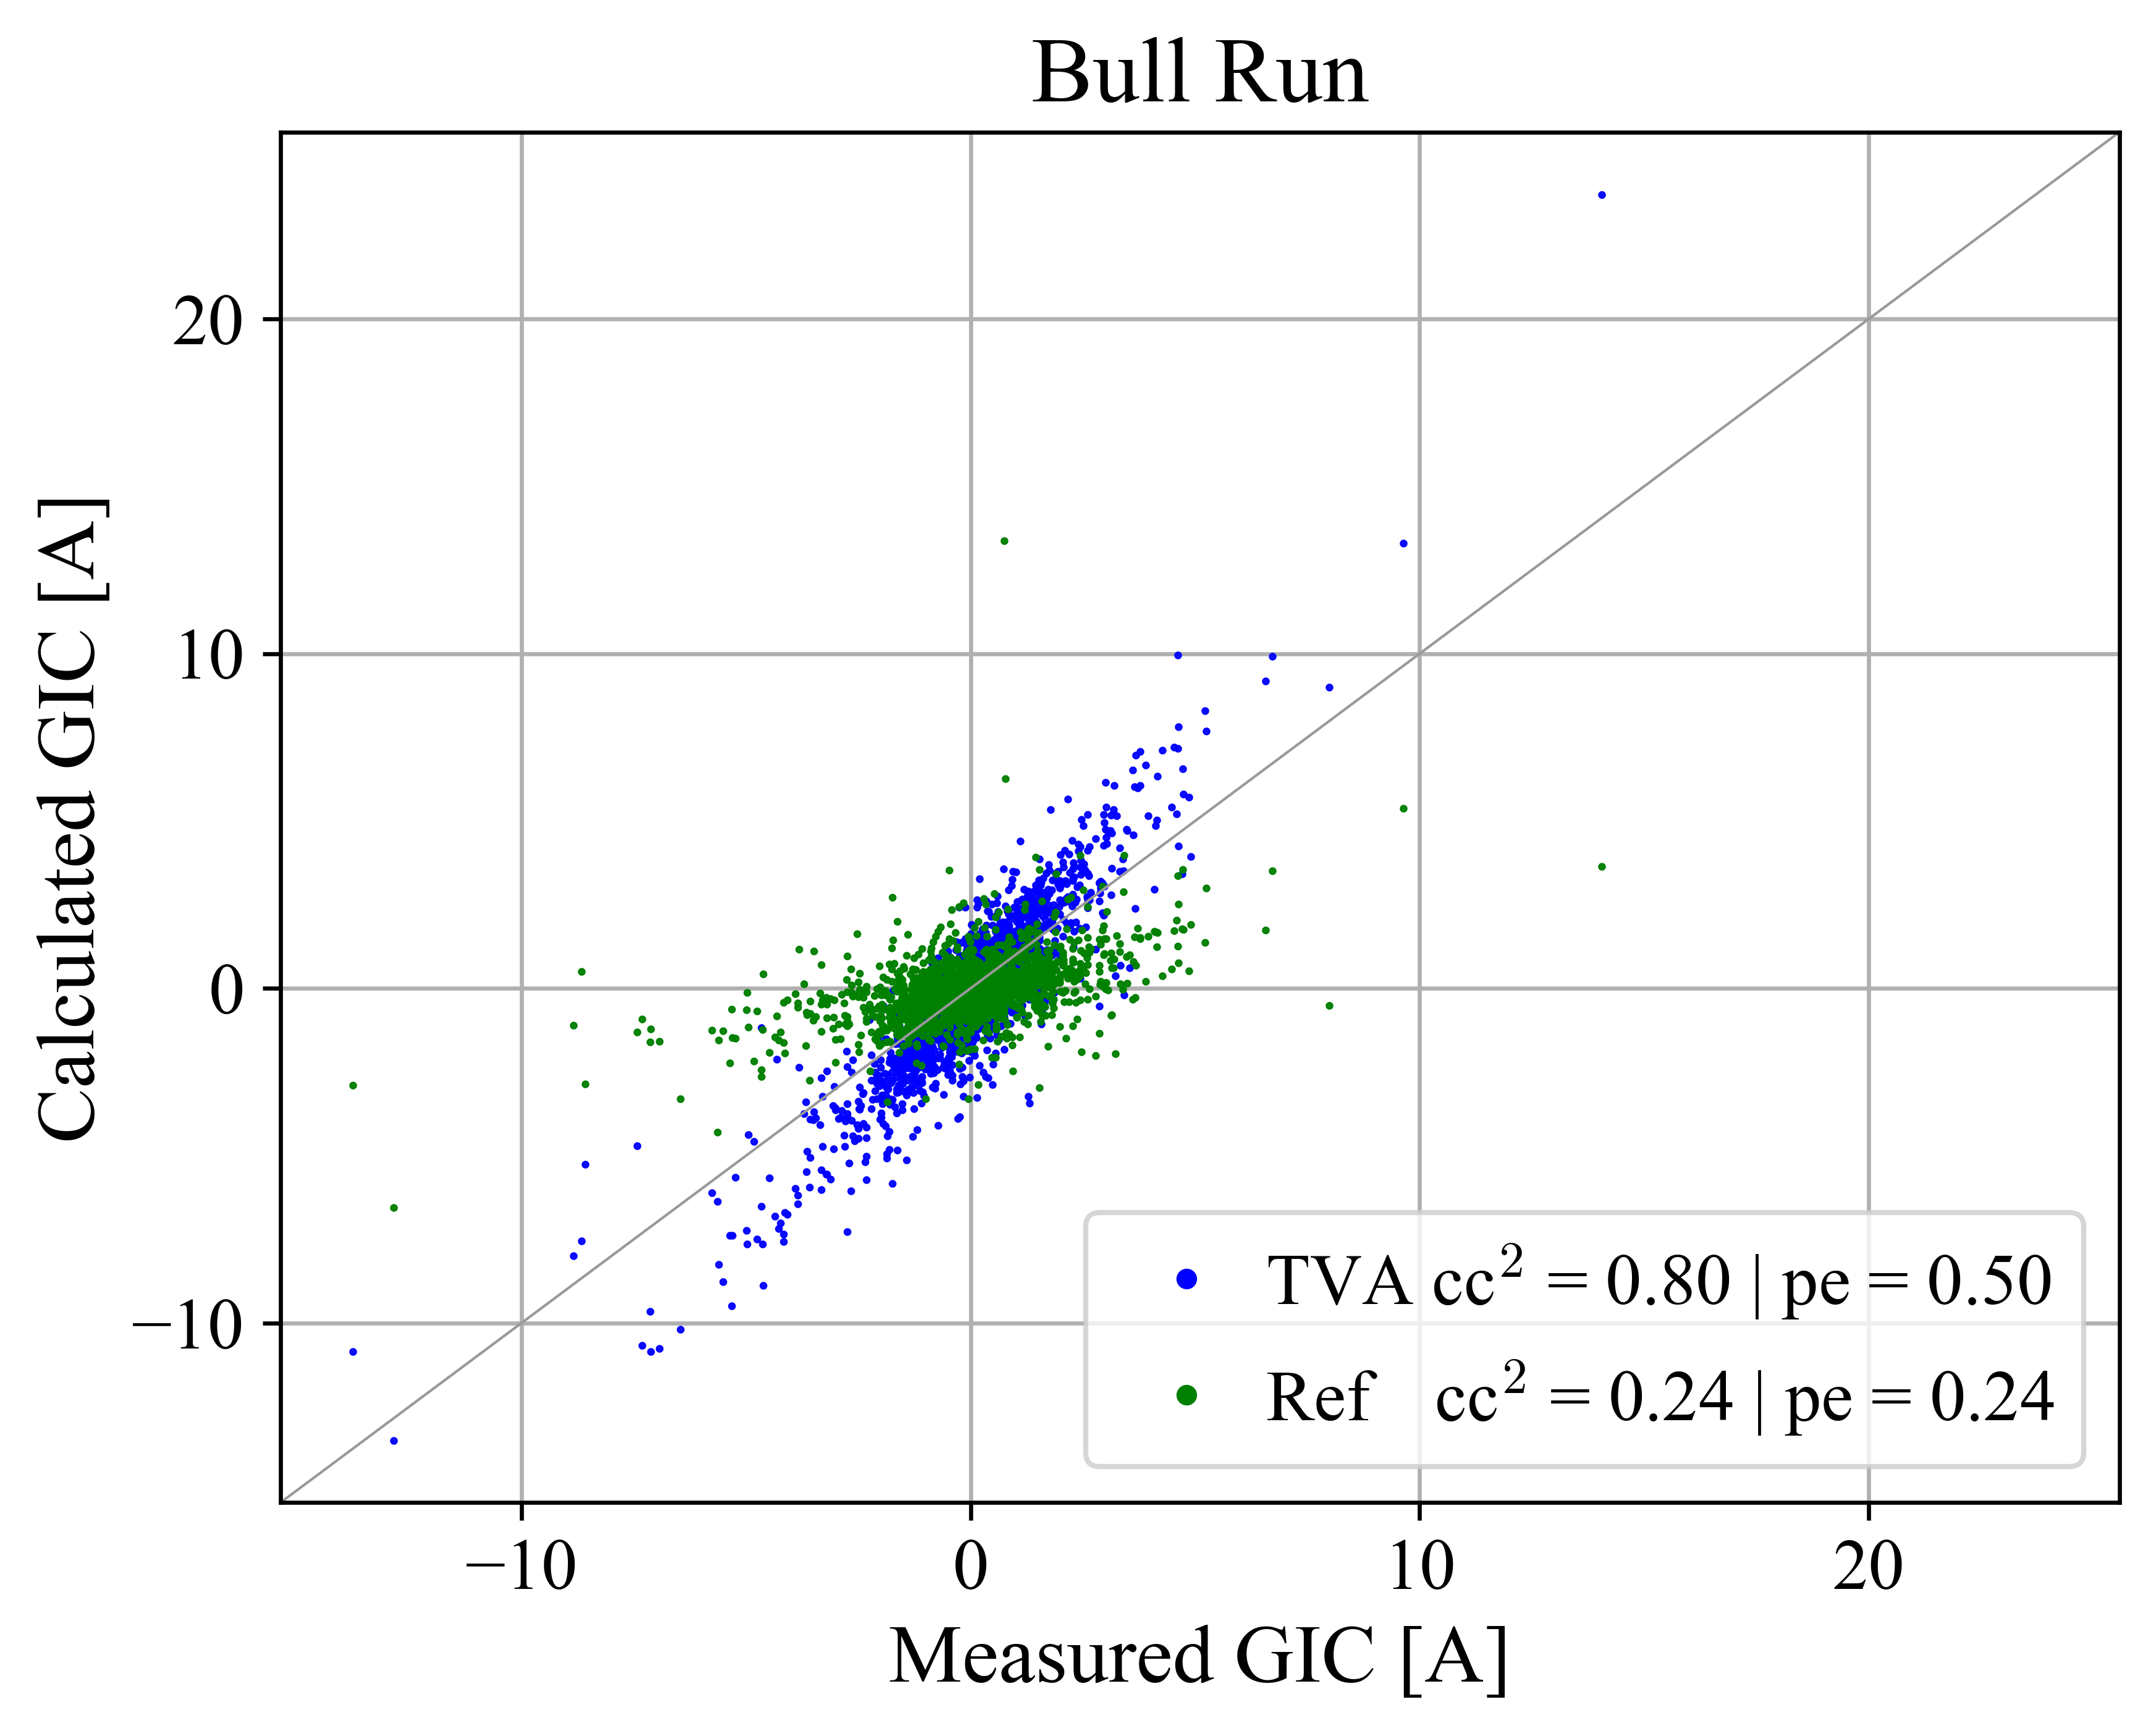 Bull Run
Calculated GIC [A]
20
10
0
−10
TVA cc² = 0.80 | pe = 0.50
Ref cc² = 0.24 | pe = 0.24
−10 0 10 20
Measured GIC [A]